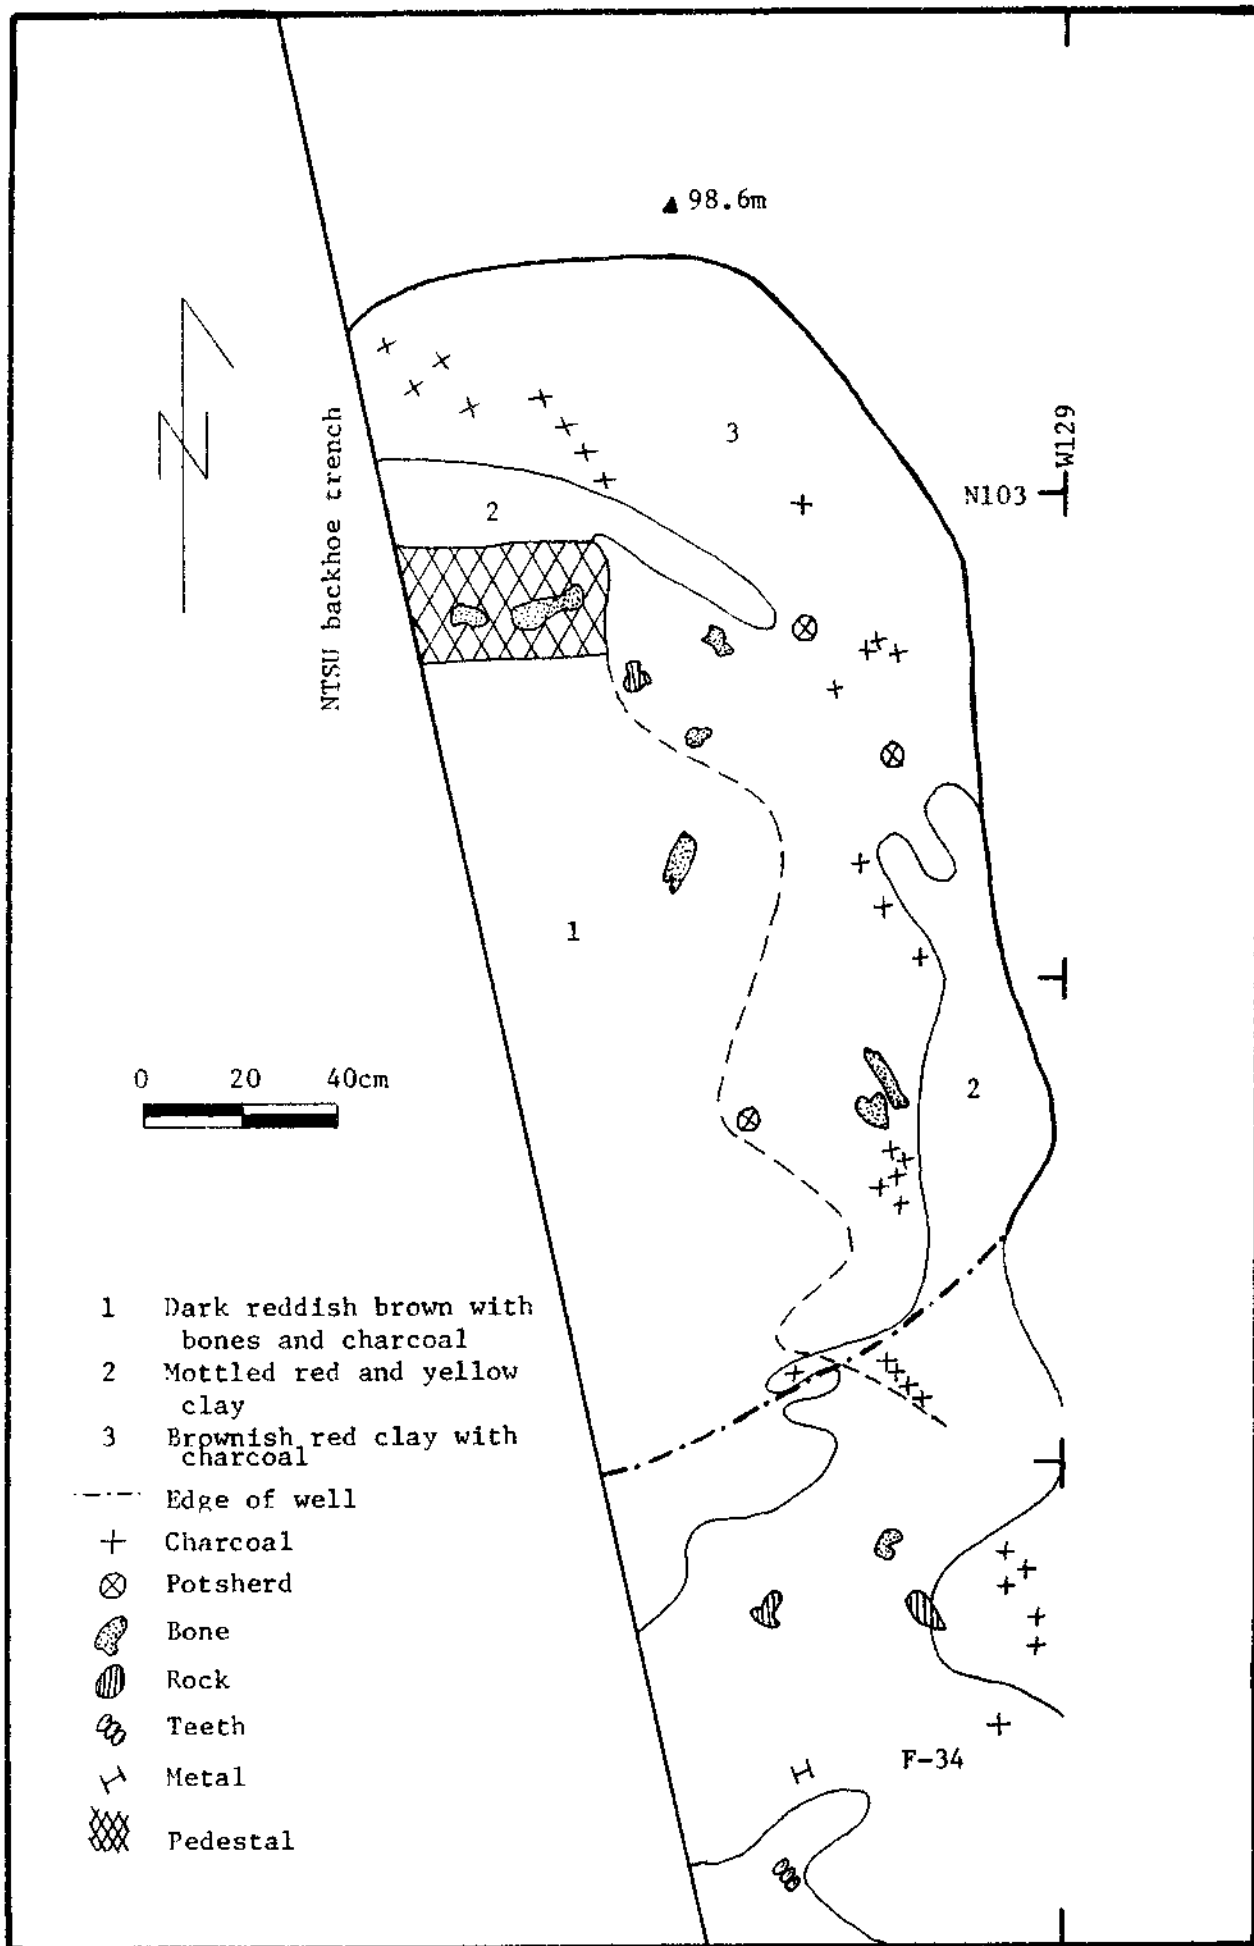 98.6m
3
W129
N103
NTSU backhoe trench
2
1
2
0 20 40cm
1 Dark reddish brown with
bones and charcoal
2 Mottled red and yellow
clay
3 Brownish red clay with
charcoal
Edge of well
Charcoal
Potsherd
Bone
Rock
Teeth
Metal
Pedestal
F-34
N